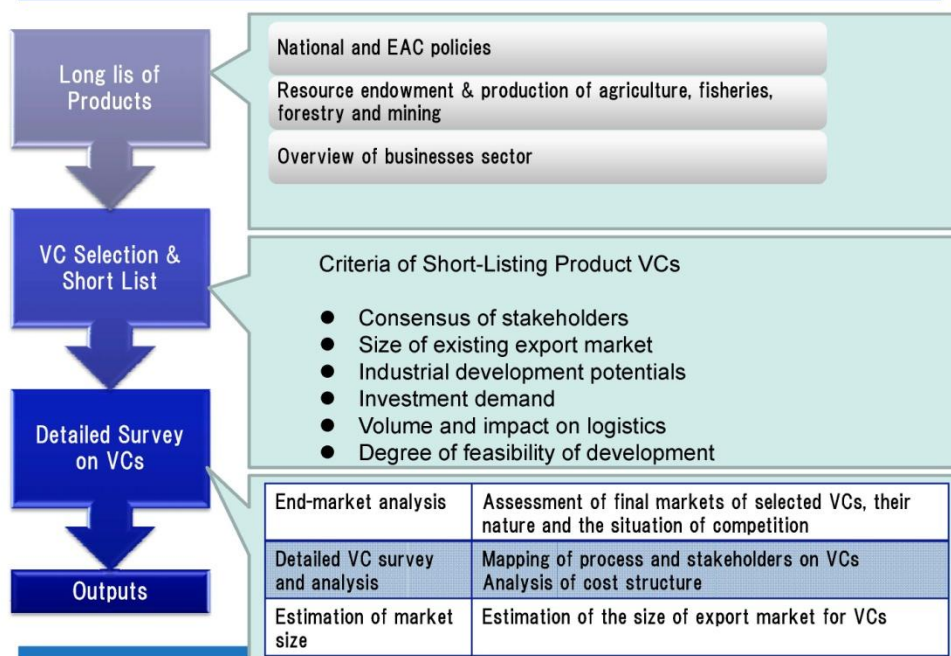 Long lis of
Products
National and EAC policies
Resource endowment & production of agriculture, fisheries,
forestry and mining
Overview of businesses sector
VC Selection &
Short List
Criteria of Short-Listing Product VCs
● Consensus of stakeholders
● Size of existing export market
● Industrial development potentials
● Investment demand
● Volume and impact on logistics
● Degree of feasibility of development
Detailed Survey
on VCs
End-market analysis
Assessment of final markets of selected VCs, their
nature and the situation of competition
Detailed VC survey
and analysis
Mapping of process and stakeholders on VCs
Analysis of cost structure
Estimation of market
size
Estimation of the size of export market for VCs
Outputs